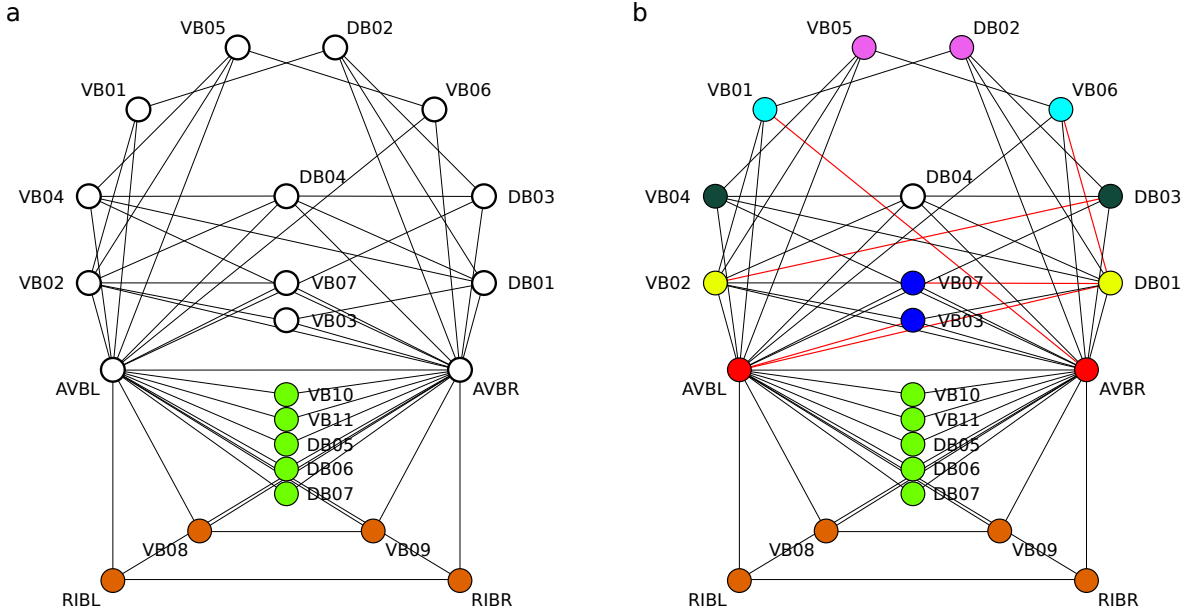 a
VB05
DB02
VB01
VB06
VB04
DB04
DB03
VB02
VB07
DB01
VB03
AVBL
AVBR
VB10
VB11
DB05
DB06
DB07
VB08
VB09
RIBL
RIBR
b
VB05
DB02
VB01
VB06
VB04
DB04
DB03
VB02
VB07
DB01
VB03
AVBL
AVBR
VB10
VB11
DB05
DB06
DB07
VB08
VB09
RIBL
RIBR